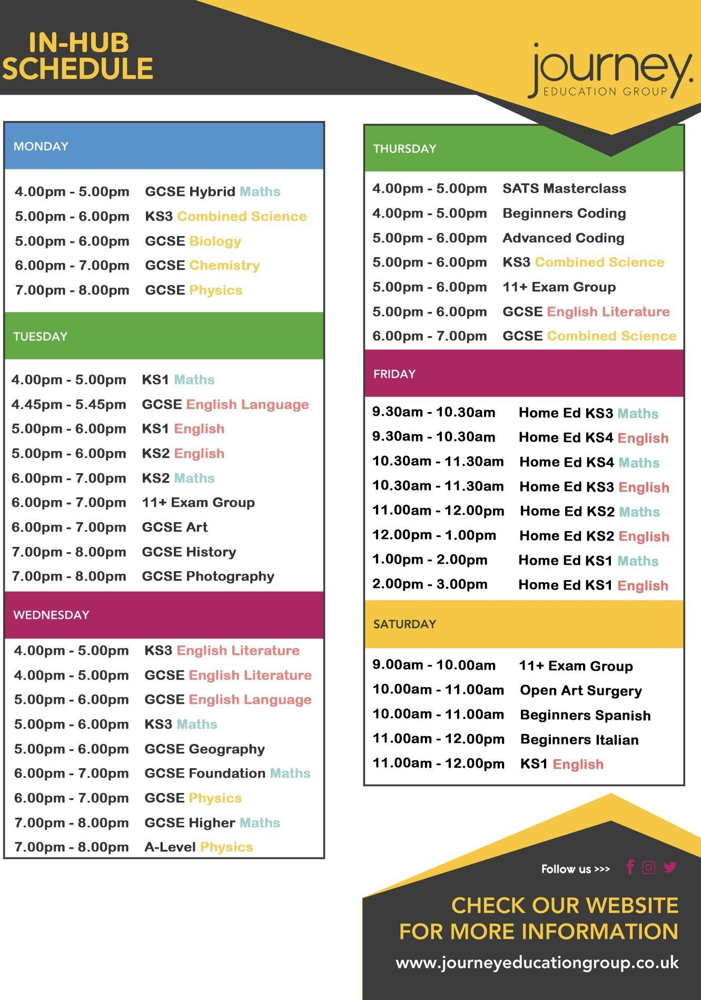 IN-HUB
SCHEDULE
journey.
EDUCATION GROUP
MONDAY
4.00pm - 5.00pm GCSE Hybrid Maths
5.00pm - 6.00pm KS3 Combined Science
5.00pm - 6.00pm GCSE Biology
6.00pm - 7.00pm GCSE Chemistry
7.00pm - 8.00pm GCSE Physics
TUESDAY
4.00pm - 5.00pm KS1 Maths
4.45pm - 5.45pm GCSE English Language
5.00pm - 6.00pm KS1 English
5.00pm - 6.00pm KS2 English
6.00pm - 7.00pm KS2 Maths
6.00pm - 7.00pm 11+ Exam Group
6.00pm - 7.00pm GCSE Art
7.00pm - 8.00pm GCSE History
7.00pm - 8.00pm GCSE Photography
WEDNESDAY
4.00pm - 5.00pm KS3 English Literature
4.00pm - 5.00pm GCSE English Literature
5.00pm - 6.00pm GCSE English Language
5.00pm - 6.00pm KS3 Maths
5.00pm - 6.00pm GCSE Geography
6.00pm - 7.00pm GCSE Foundation Maths
6.00pm - 7.00pm GCSE Physics
7.00pm - 8.00pm GCSE Higher Maths
7.00pm - 8.00pm A-Level Physics
THURSDAY
4.00pm - 5.00pm SATS Masterclass
4.00pm - 5.00pm Beginners Coding
5.00pm - 6.00pm Advanced Coding
5.00pm - 6.00pm KS3 Combined Science
5.00pm - 6.00pm 11+ Exam Group
5.00pm - 6.00pm GCSE English Literature
6.00pm - 7.00pm GCSE Combined Science
FRIDAY
9.30am - 10.30am Home Ed KS3 Maths
9.30am - 10.30am Home Ed KS4 English
10.30am - 11.30am Home Ed KS4 Maths
10.30am - 11.30am Home Ed KS3 English
11.00am - 12.00pm Home Ed KS2 Maths
12.00pm - 1.00pm Home Ed KS2 English
1.00pm - 2.00pm Home Ed KS1 Maths
2.00pm - 3.00pm Home Ed KS1 English
SATURDAY
9.00am - 10.00am 11+ Exam Group
10.00am - 11.00am Open Art Surgery
10.00am - 11.00am Beginners Spanish
11.00am - 12.00pm Beginners Italian
11.00am - 12.00pm KS1 English
Follow us >>>
CHECK OUR WEBSITE
FOR MORE INFORMATION
www.journeyeducationgroup.co.uk